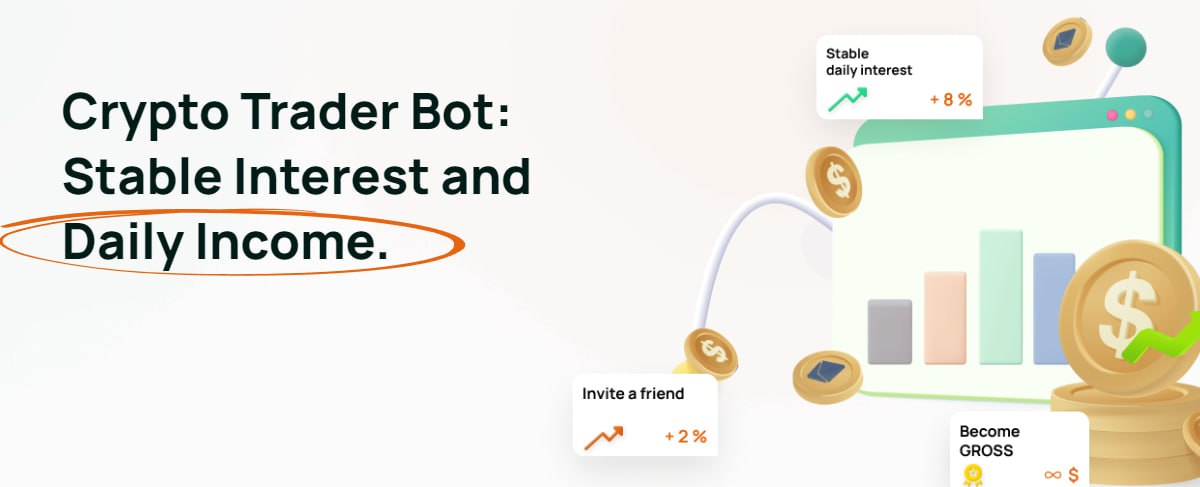 Crypto Trader Bot:
Stable Interest and
Daily Income.
Stable
daily interest
+ 8 %
Invite a friend
+ 2 %
Become
GROSS
∞ $